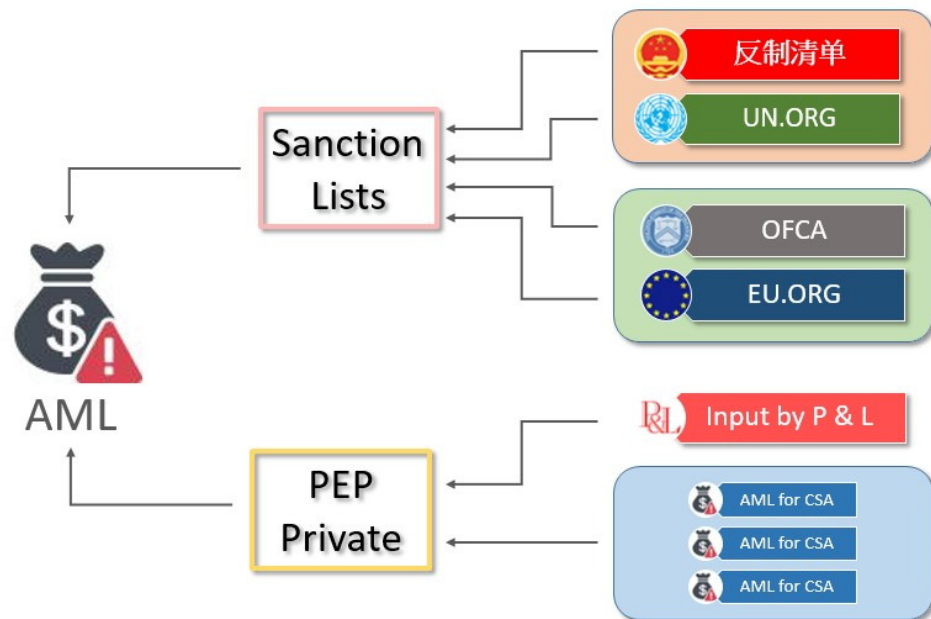 反制清单
UN.ORG
Sanction
Lists
OFCA
EU.ORG
$
!
AML
P&L
Input by P & L
PEP
Private
AML for CSA
AML for CSA
AML for CSA